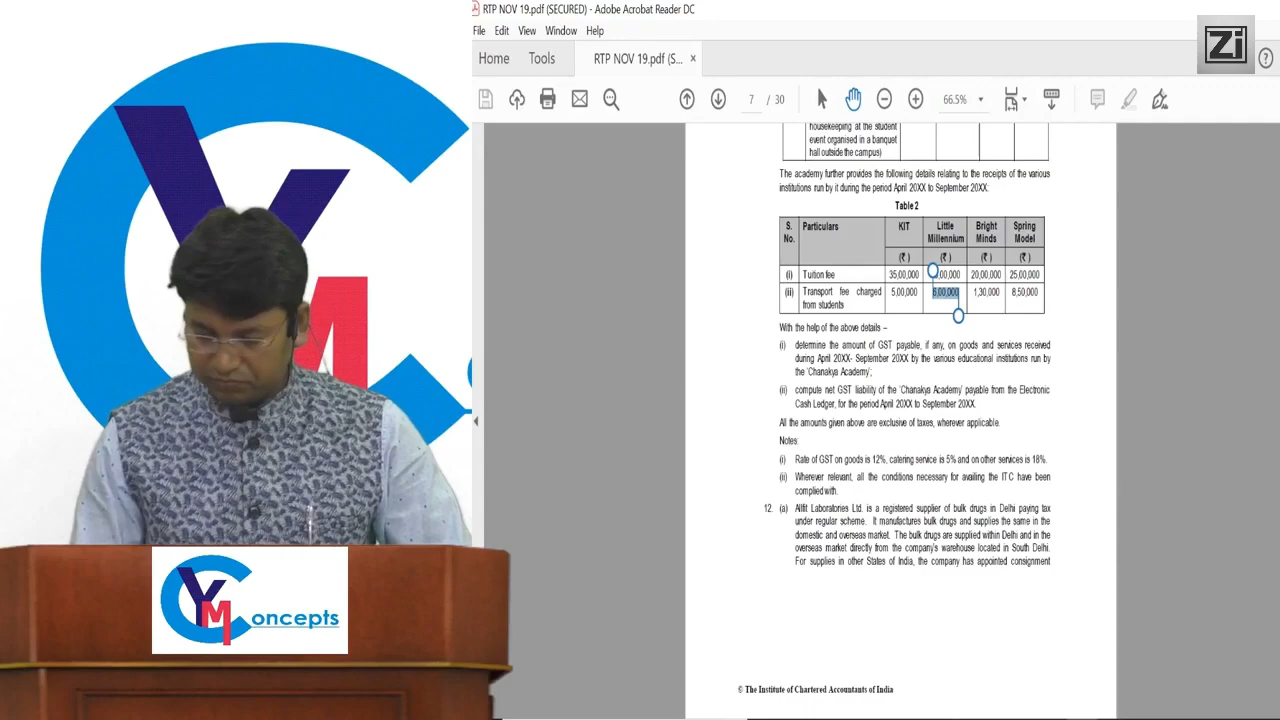 RTP NOV 19.pdf (SECURED) - Adobe Acrobat Reader DC
File Edit View Window Help
Zi
Home Tools RTP NOV 19.pdf (S... ×
7 / 30 66.5%
housekeeping at the student
event organised in a banquet
hall outside the campus)
The academy further provides the following details relating to the receipts of the various
institutions run by it during the period April 20XX to September 20XX:
Table 2
S. No. Particulars KIT Little Millennium Bright Minds Spring Model
(₹ ) (₹ ) (₹ ) (₹ )
(i) Tuition fee 35,00,000 00,000 20,00,000 25,00,000
(ii) Transport fee charged from students 5,00,000 6,00,000 1,30,000 8,50,000
With the help of the above details –
(i) determine the amount of GST payable, if any, on goods and services received
during April 20XX- September 20XX by the various educational institutions run by
the ‘Chanakya Academy’;
(ii) compute net GST liability of the ‘Chanakya Academy’ payable from the Electronic
Cash Ledger, for the period April 20XX to September 20XX.
All the amounts given above are exclusive of taxes, wherever applicable.
Notes:
(i) Rate of GST on goods is 12%, catering service is 5% and on other services is 18%.
(ii) Wherever relevant, all the conditions necessary for availing the ITC have been
complied with.
12. (a) Allfit Laboratories Ltd. is a registered supplier of bulk drugs in Delhi paying tax
under regular scheme. It manufactures bulk drugs and supplies the same in the
domestic and overseas market. The bulk drugs are supplied within Delhi and in the
overseas market directly from the company’s warehouse located in South Delhi.
For supplies in other States of India, the company has appointed consignment
© The Institute of Chartered Accountants of India
YMConcepts